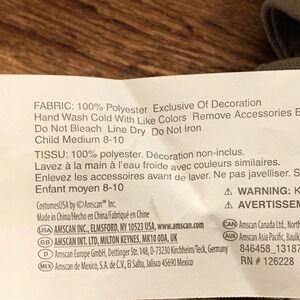 FABRIC: 100% Polyester Exclusive Of Decoration
Hand Wash Cold With Like Colors Remove Accessories B
Do Not Bleach Line Dry Do Not Iron
Child Medium 8-10
TISSU: 100% polyester. Décoration non-inclus.
Lavez à la main à l'eau froide avec couleurs similaires.
Enlevez les accessoires avant de laver. Ne pas javelliser. S
Enfant moyen 8-10
⚠ WARNING: K
⚠ AVERTISSEM
CostumesUSA by ©Amscan® Inc.
Made in China/Hecho en China/Fabriqué en Chine
USA AMSCAN INC., ELMSFORD, NY 10523 USA, www.amscan.com
GB AMSCAN INT. LTD, MILTON KEYNES, MK10 0DA, UK
D Amscan Europe GmbH, Dettinger Str. 148, D-73230 Kirchheim/Teck, Germany
MEX Amscan de Mexico, S.A. de C.V., El Salto, Jalisco 45690 Mexico
CAN Amscan Canada Ltd., North
AUS Amscan Asia Pacific, Saulk
846458_13187
RN # 126228